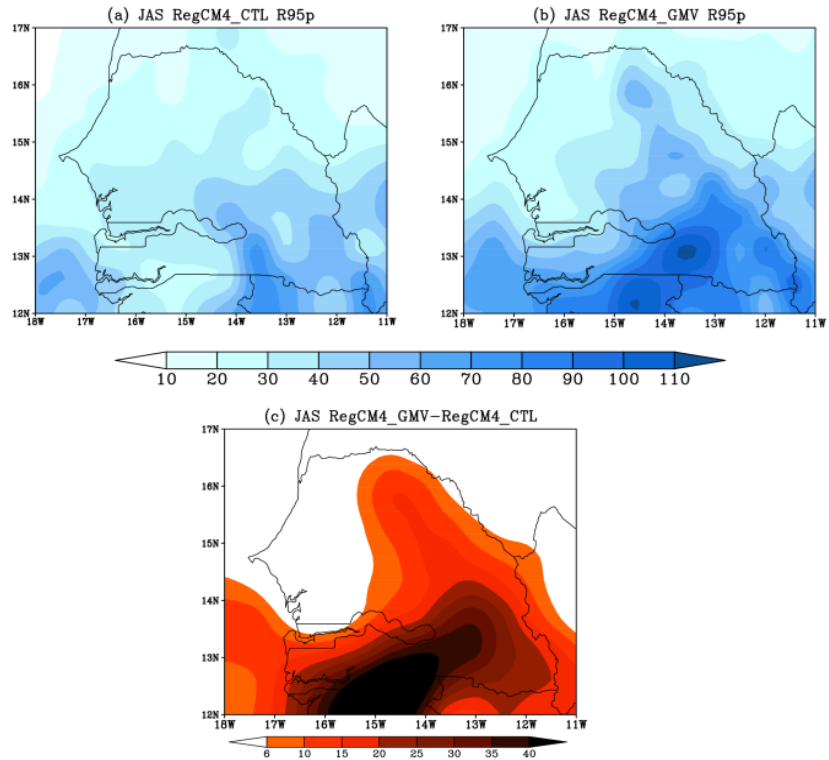 (a) JAS RegCM4_CTL R95p
(b) JAS RegCM4_GMV R95p
17N
16N
15N
14N
13N
12N
18W 17W 16W 15W 14W 13W 12W 11W
17N
16N
15N
14N
13N
12N
18W 17W 16W 15W 14W 13W 12W 11W
10 20 30 40 50 60 70 80 90 100 110
(c) JAS RegCM4_GMV-RegCM4_CTL
17N
16N
15N
14N
13N
12N
18W 17W 16W 15W 14W 13W 12W 11W
6 10 15 20 25 30 35 40